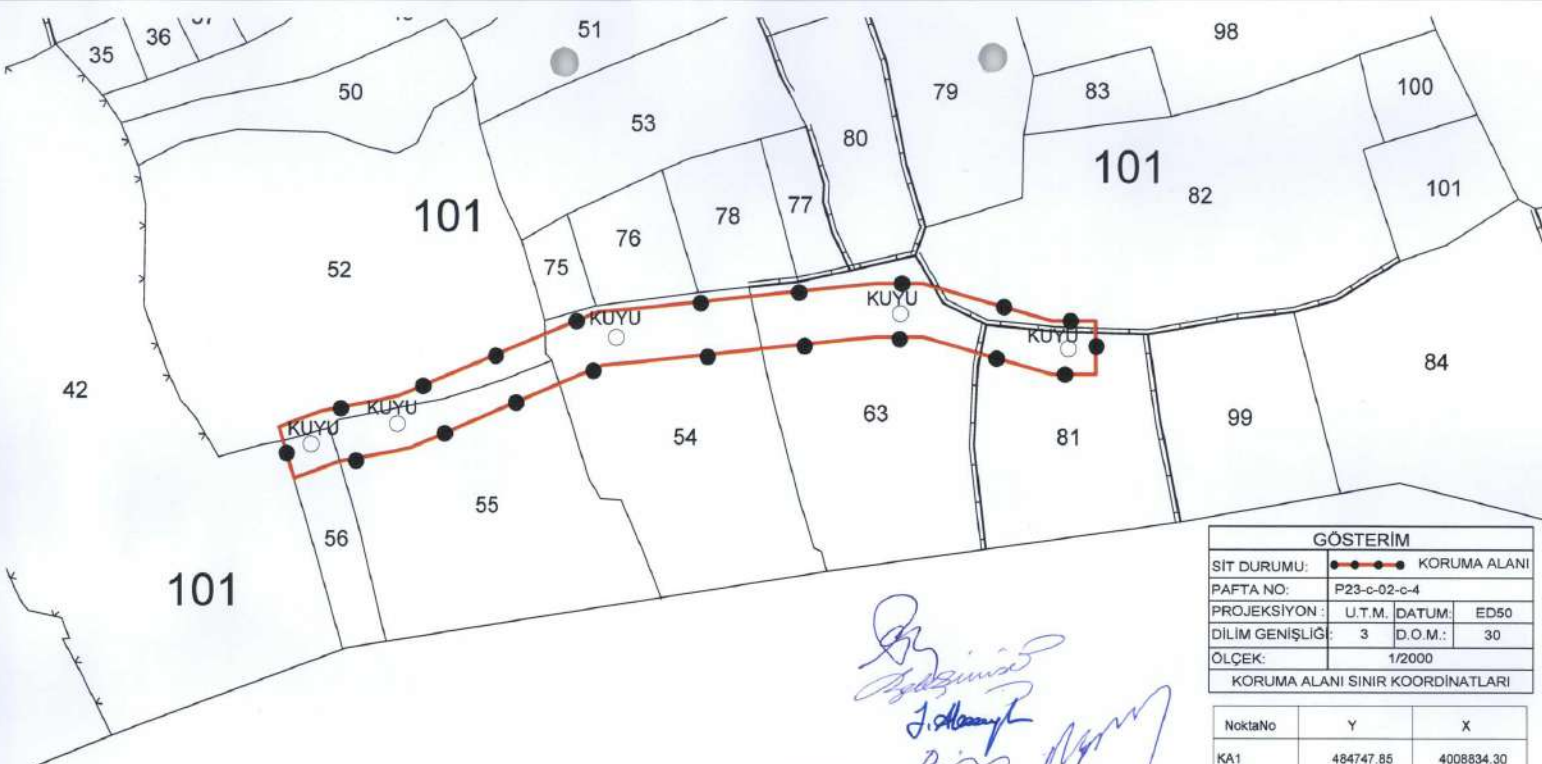 35
36
51
98
50
79
83
100
53
80
101
101
82
101
78
77
76
75
52
KUYU
KUYU
KUYU
84
42
KUYU
KUYU
63
99
54
81
55
56
101
GÖSTERİM
SİT DURUMU: KORUMA ALANI
PAFTA NO: P23-c-02-c-4
PROJEKSİYON : U.T.M. DATUM: ED50
DİLİM GENİŞLİĞİ: 3 D.O.M.: 30
ÖLÇEK: 1/2000
KORUMA ALANI SINIR KOORDİNATLARI
NoktaNo Y X
KA1 484747.85 4008834.30